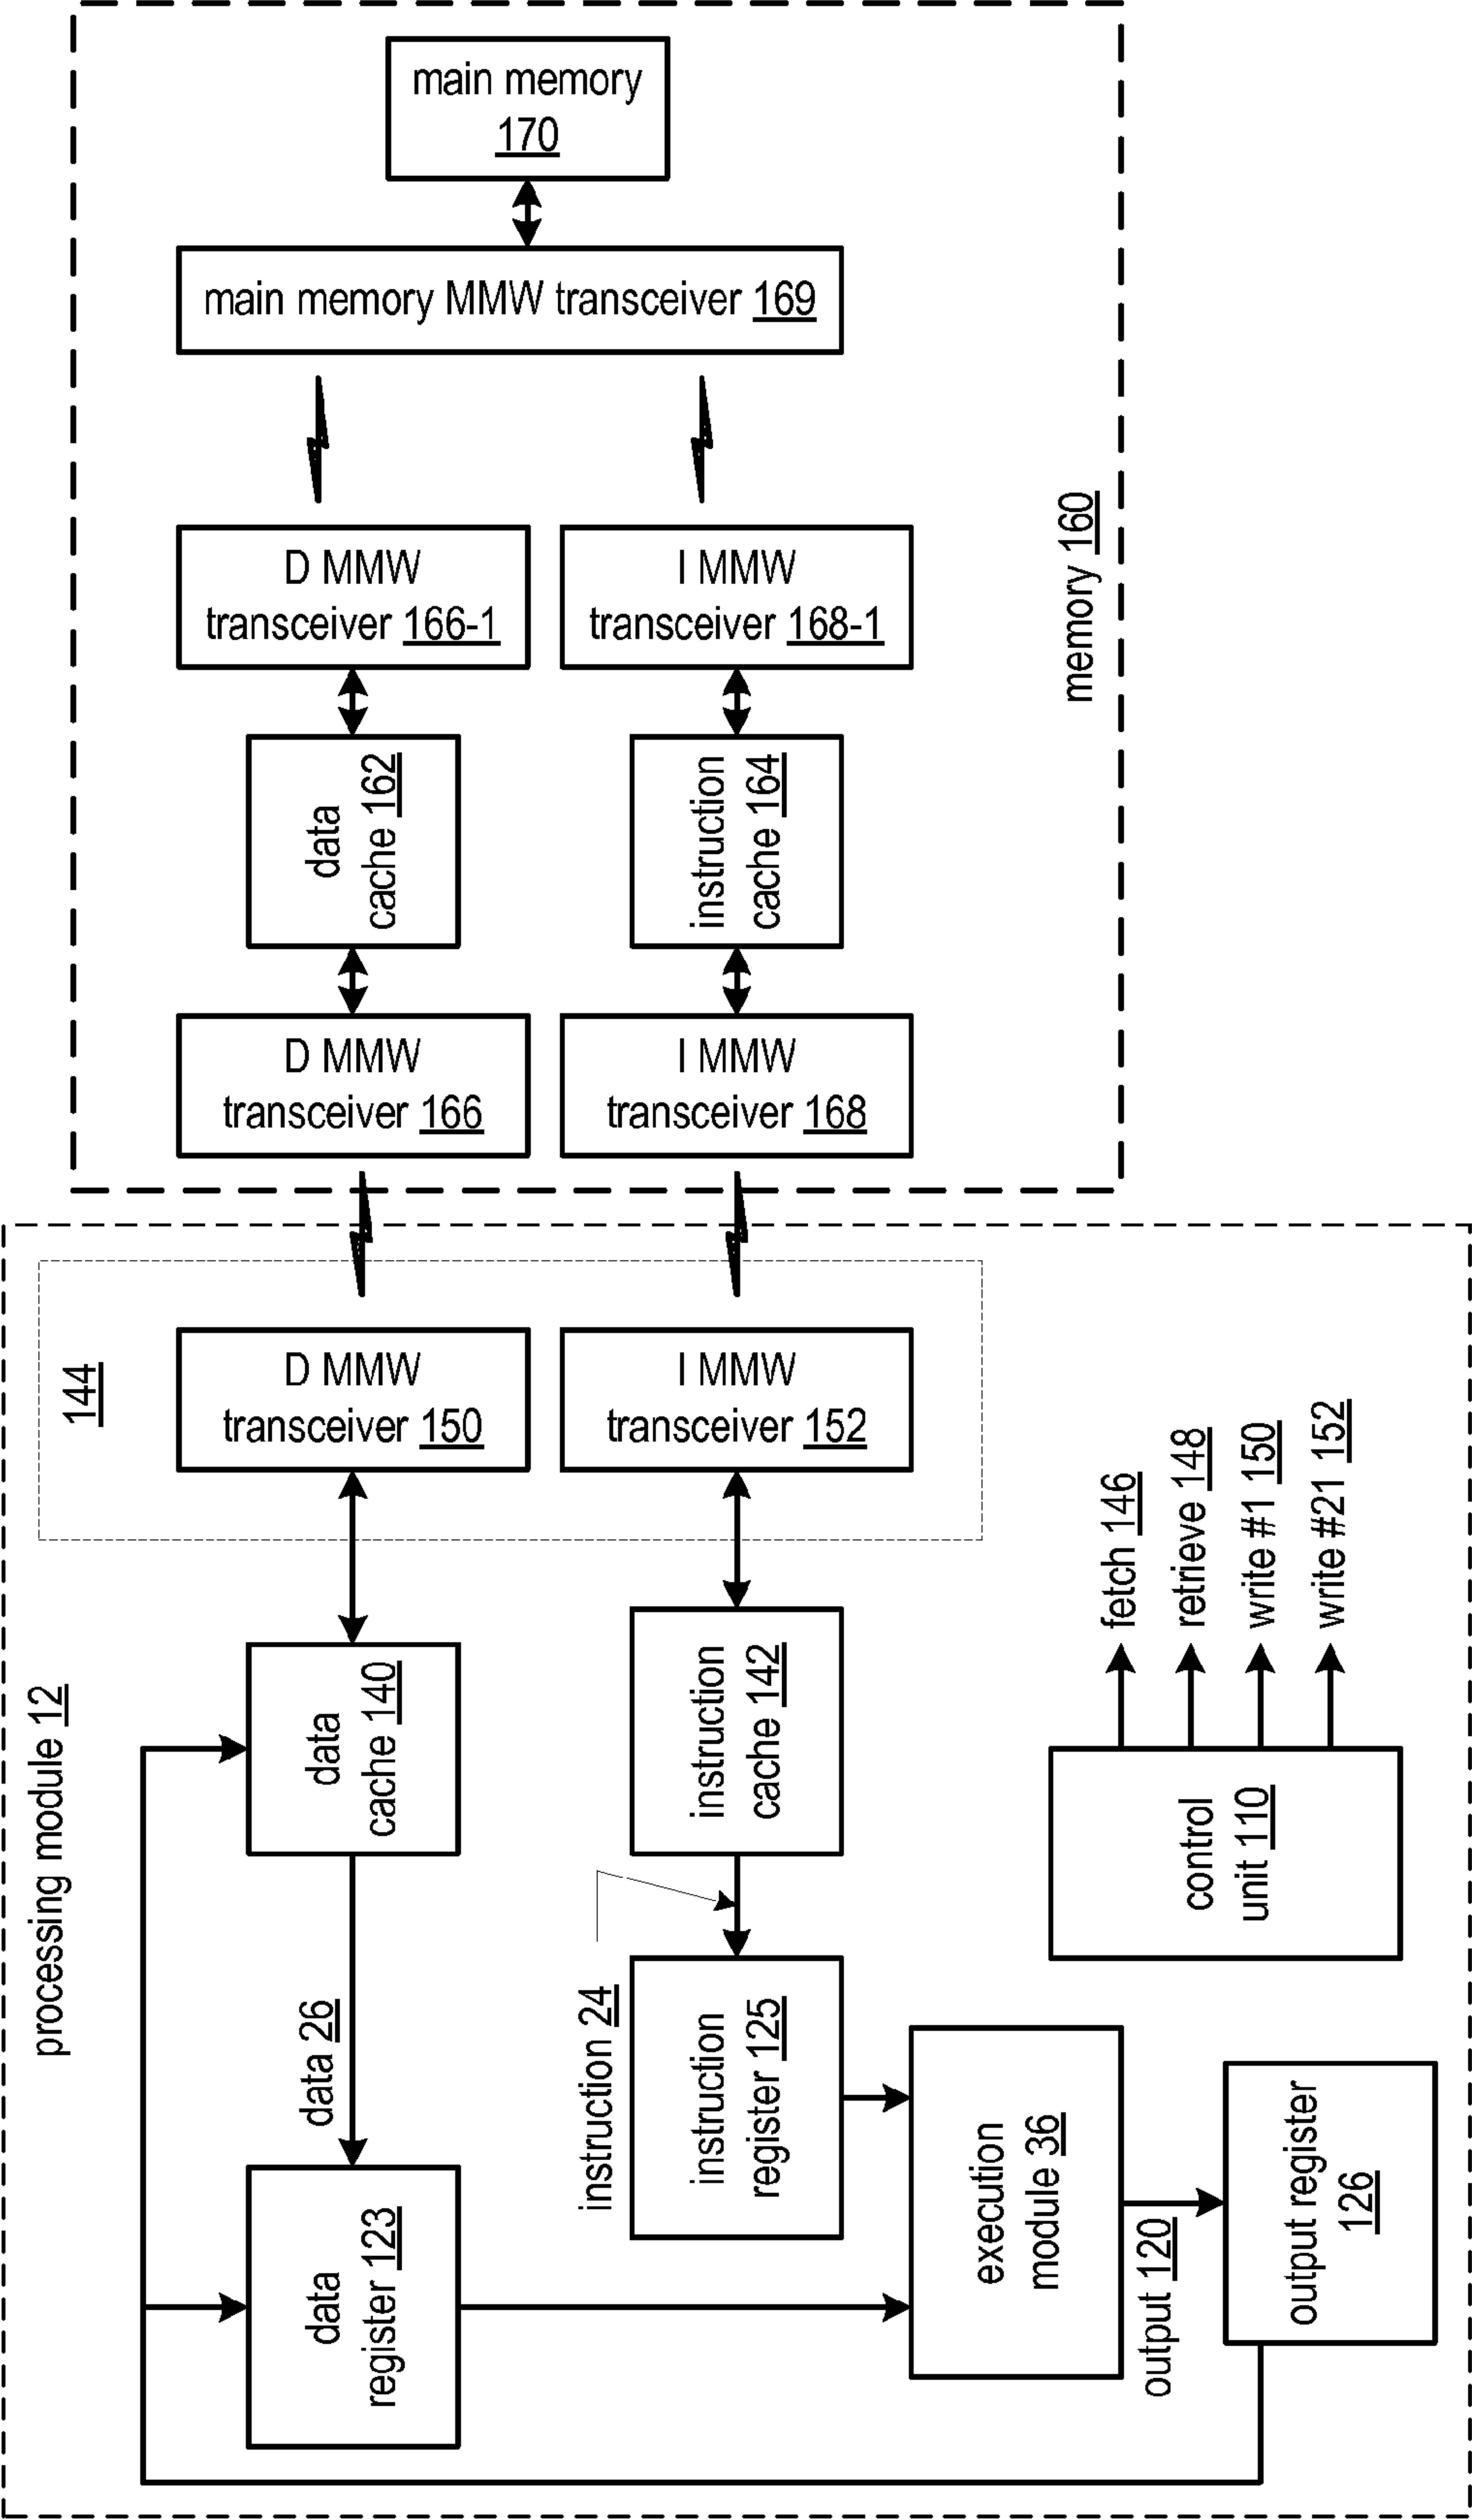 main memory
170
main memory MMW transceiver 169
D MMW
transceiver 166-1
I MMW
transceiver 168-1
data
cache 162
instruction
cache 164
memory 160
D MMW
transceiver 166
I MMW
transceiver 168
144
D MMW
transceiver 150
I MMW
transceiver 152
fetch 146
retrieve 148
write #1 150
write #21 152
processing module 12
data
cache 140
instruction
cache 142
control
unit 110
data 26
instruction 24
instruction
register 125
data
register 123
execution
module 36
output 120
output register
126